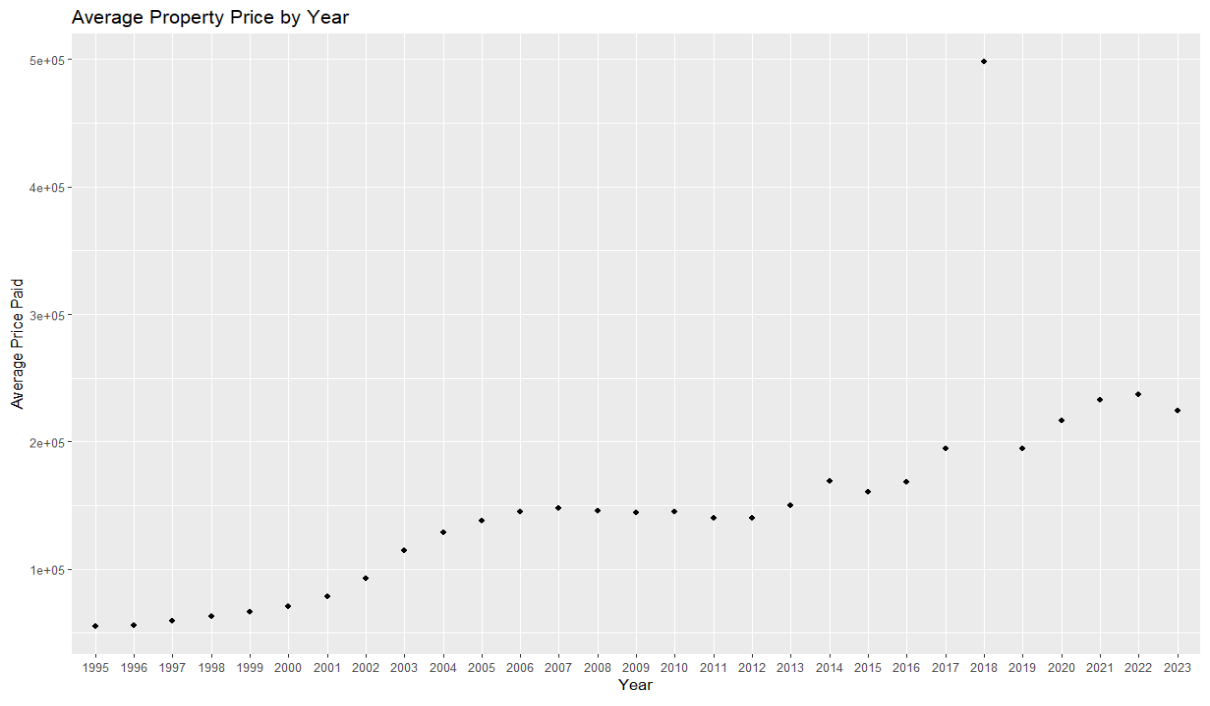 Average Property Price by Year
5e+05
4e+05
3e+05
2e+05
1e+05
Average Price Paid
1995 1996 1997 1998 1999 2000 2001 2002 2003 2004 2005 2006 2007 2008 2009 2010 2011 2012 2013 2014 2015 2016 2017 2018 2019 2020 2021 2022 2023
Year